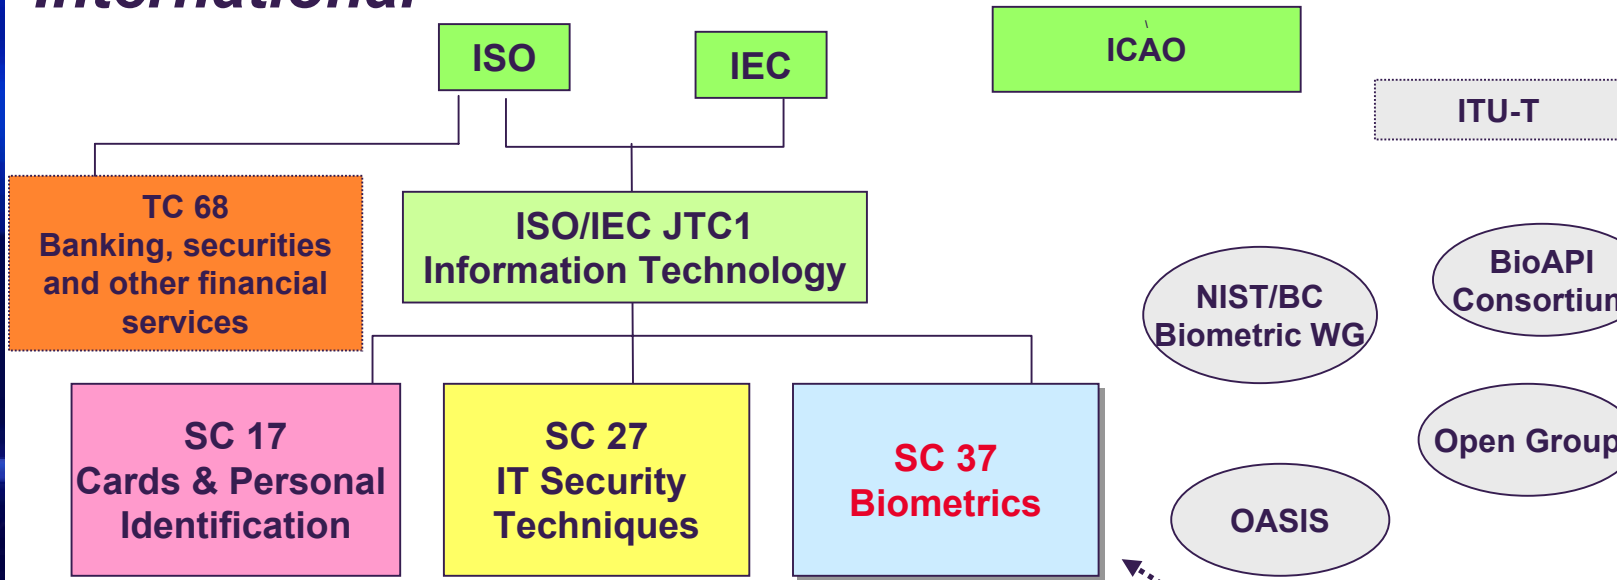 International
ISO
IEC
ICAO
ITU-T
TC 68
Banking, securities
and other financial
services
ISO/IEC JTC1
Information Technology
NIST/BC
Biometric WG
BioAPI
Consortium
SC 17
Cards & Personal
Identification
SC 27
IT Security
Techniques
SC 37
Biometrics
Open Group
OASIS